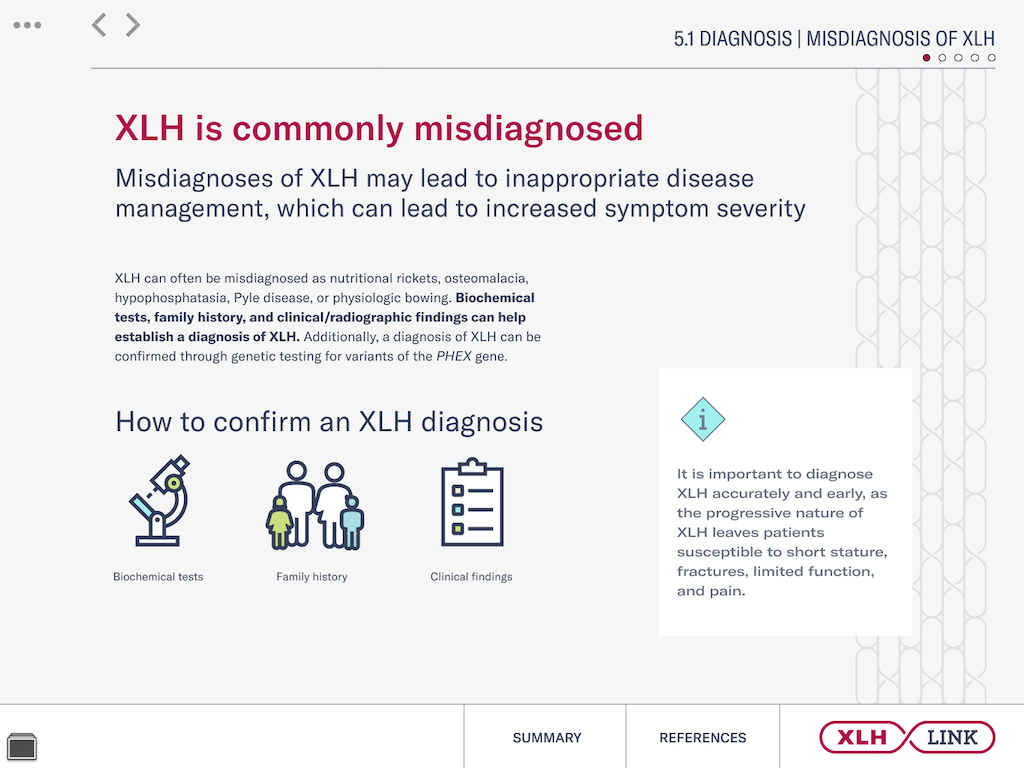 5.1 DIAGNOSIS | MISDIAGNOSIS OF XLH
XLH is commonly misdiagnosed
Misdiagnoses of XLH may lead to inappropriate disease
management, which can lead to increased symptom severity
XLH can often be misdiagnosed as nutritional rickets, osteomalacia,
hypophosphatasia, Pyle disease, or physiologic bowing. Biochemical
tests, family history, and clinical/radiographic findings can help
establish a diagnosis of XLH. Additionally, a diagnosis of XLH can be
confirmed through genetic testing for variants of the PHEX gene.
How to confirm an XLH diagnosis
Biochemical tests
Family history
Clinical findings
i
It is important to diagnose
XLH accurately and early, as
the progressive nature of
XLH leaves patients
susceptible to short stature,
fractures, limited function,
and pain.
SUMMARY
REFERENCES
XLH LINK